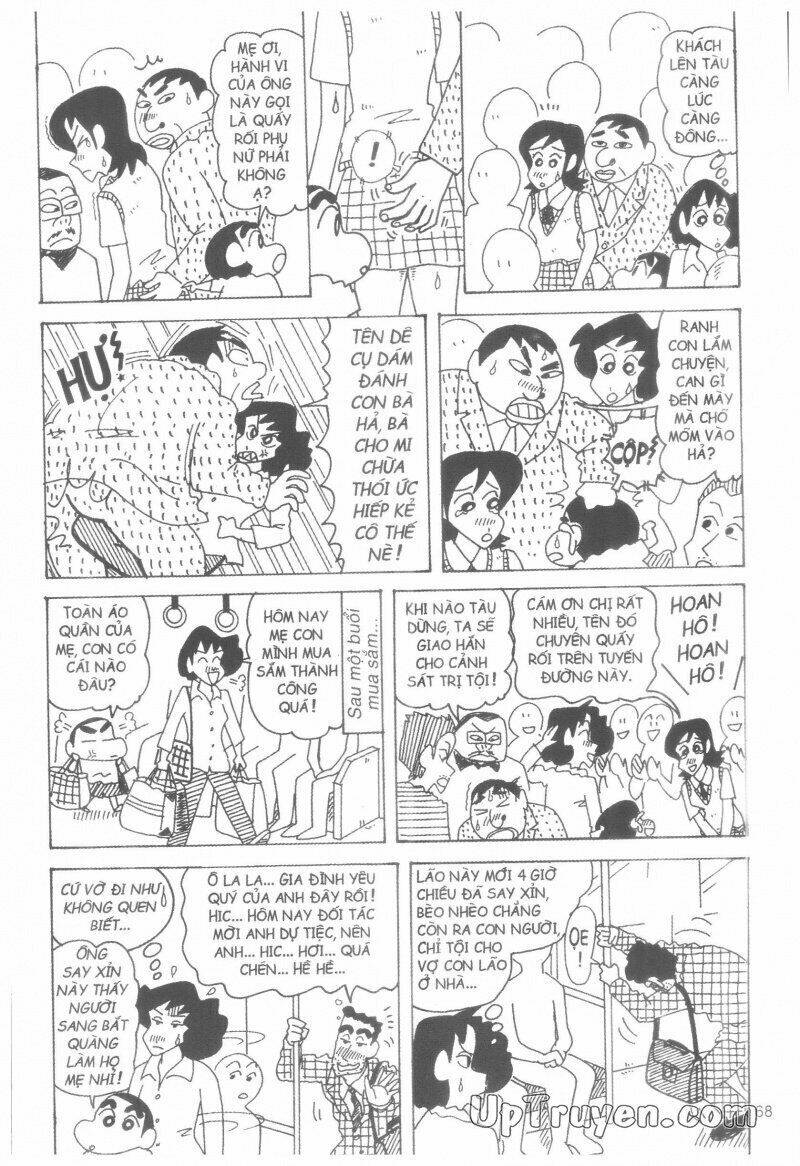 KHÁCH
LÊN TÀU
CÀNG
LÚC
CÀNG
ĐÔNG...
!
MẸ ƠI,
HÀNH VI
CỦA ÔNG
NÀY GỌI
LÀ QUẤY
RỐI PHỤ
NỮ PHẢI
KHÔNG
Ạ?
RANH
CON LẮM
CHUYỆN,
CAN GÌ
ĐẾN MÀY
MÀ CHÕ
MỒM VÀO
HẢ?
CỘP!
TÊN DÊ
CỤ DÁM
ĐÁNH
CON BÀ
HẢ, BÀ
CHO MI
CHỪA
THÓI ỨC
HIẾP KẺ
CÔ THẾ
NÈ!
HỰ!
HOAN
HÔ!
HOAN
HÔ!
CÁM ƠN CHỊ RẤT
NHIỀU, TÊN ĐÓ
CHUYÊN QUẤY
RỐI TRÊN TUYẾN
ĐƯỜNG NÀY.
KHI NÀO TÀU
DỪNG, TA SẼ
GIAO HẮN
CHO CẢNH
SÁT TRỊ TỘI!
Sau một buổi
mua sắm...
HÔM NAY
MẸ CON
MÌNH MUA
SẮM THÀNH
CÔNG
QUÁ!
TOÀN ÁO
QUẦN CỦA
MẸ, CON CÓ
CÁI NÀO
ĐÂU?
LÃO NÀY MỚI 4 GIỜ
CHIỀU ĐÃ SAY XỈN,
BÈO NHÈO CHẲNG
CÒN RA CON NGƯỜI,
CHỈ TỘI CHO
VỢ CON LÃO
Ở NHÀ...
ỌE
!
Ô LA LA... GIA ĐÌNH YÊU
QUÝ CỦA ANH ĐÂY RỒI!
HIC... HÔM NAY ĐỐI TÁC
MỜI ANH DỰ TIỆC, NÊN
ANH... HIC... HƠI... QUÁ
CHÉN... HỀ HỀ...
CỨ VỜ ĐI NHƯ
KHÔNG QUEN
BIẾT...
ÔNG
SAY XỈN
NÀY THẤY
NGƯỜI
SANG BẮT
QUÀNG
LÀM HỌ
MẸ NHỈ!
UpTruyen.com
68